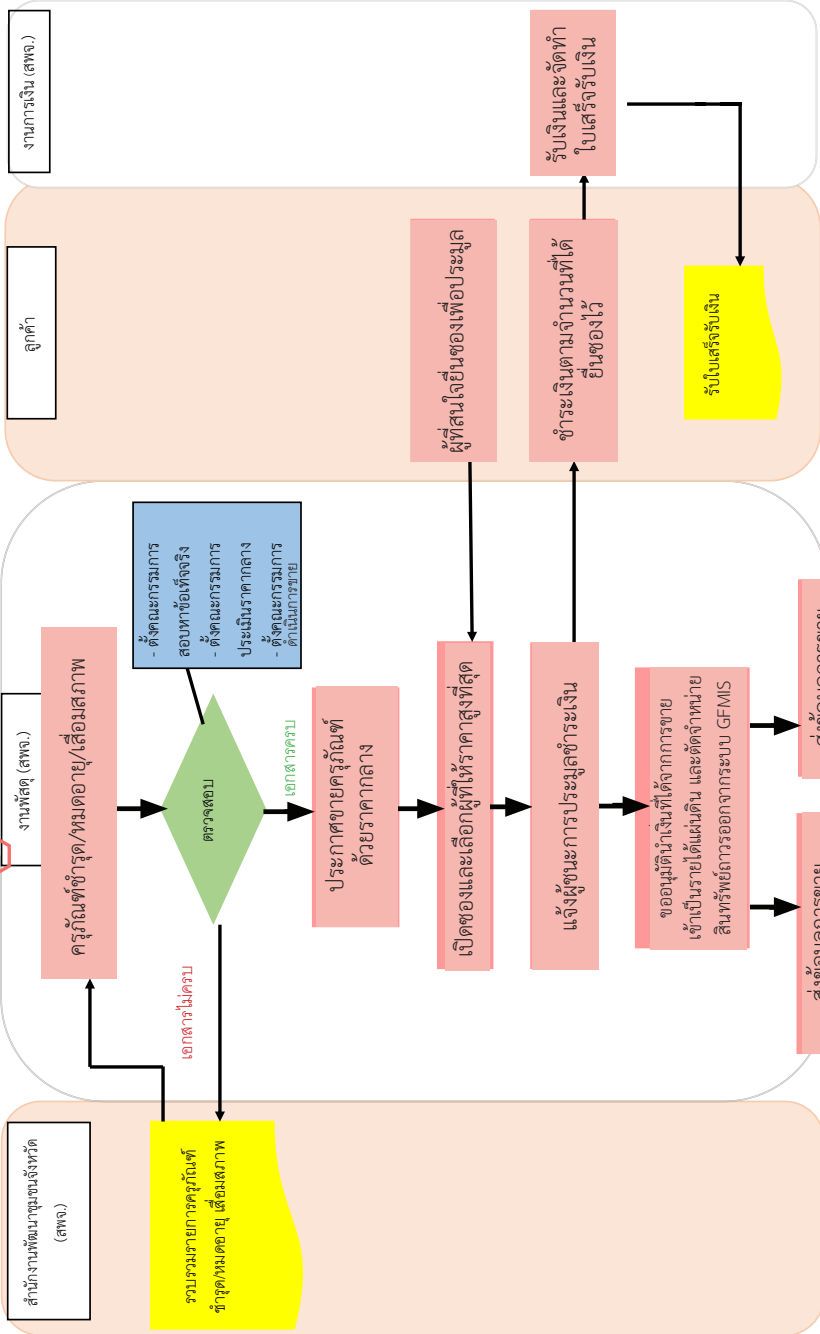 สำนักงานพัฒนาชุมชนจังหวัด
(สพจ.)
รวบรวมรายการครุภัณฑ์
ชำรุด/หมดอายุ เสื่อมสภาพ
งานพัสดุ (สพจ.)
ครุภัณฑ์ชำรุด/หมดอายุ/เสื่อมสภาพ
เอกสารไม่ครบ
ตรวจสอบ
เอกสารครบ
- ตั้งคณะกรรมการ
สอบหาข้อเท็จจริง
- ตั้งคณะกรรมการ
ประเมินราคากลาง
- ตั้งคณะกรรมการ
ดำเนินการขาย
ประกาศขายครุภัณฑ์
ด้วยราคากลาง
เปิดซองและเลือกผู้ที่ให้ราคาสูงที่สุด
แจ้งผู้ชนะการประมูลชำระเงิน
ขออนุมัตินำเงินที่ได้จากการขาย
เข้าเป็นรายได้แผ่นดิน และตัดจำหน่าย
สินทรัพย์ถาวรออกจากระบบ GFMIS
ลูกค้า
ผู้ที่สนใจยื่นซองเพื่อประมูล
ชำระเงินตามจำนวนที่ได้
ยื่นซองไว้
รับใบเสร็จรับเงิน
งานการเงิน (สพจ.)
รับเงินและจัดทำ
ใบเสร็จรับเงิน